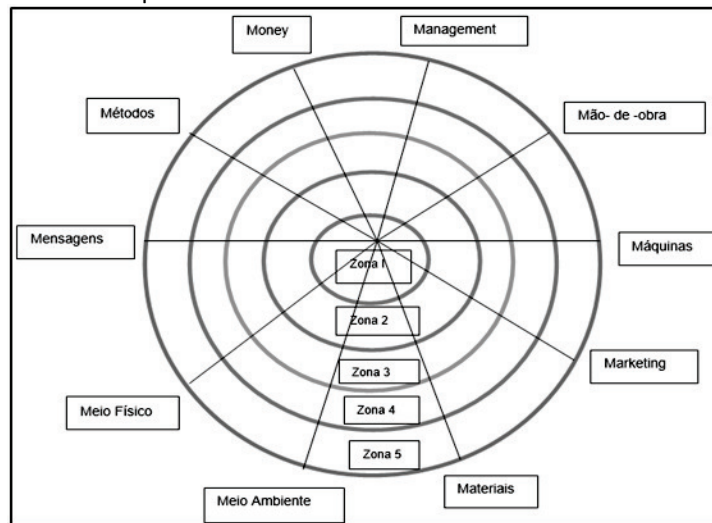 Money
Management
Métodos
Mão- de -obra
Mensagens
Máquinas
Zona I
Zona 2
Marketing
Zona 3
Meio Físico
Zona 4
Zona 5
Meio Ambiente
Materiais